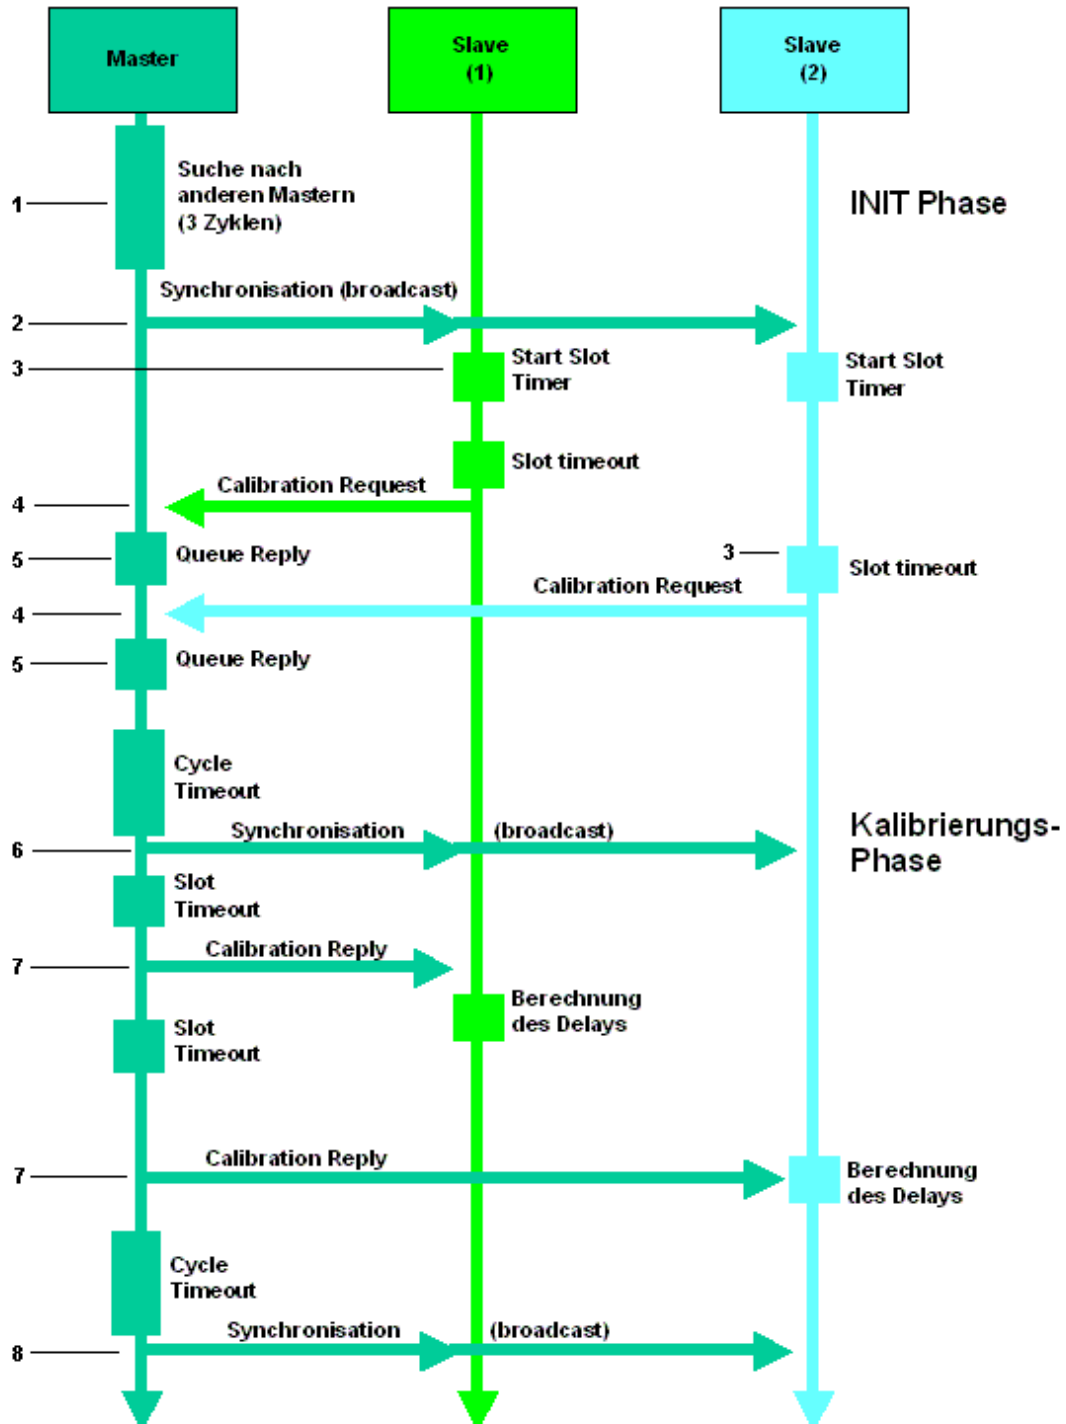 Master
Slave
(1)
Slave
(2)
Suche nach
anderen Mastern
(3 Zyklen)
1
INIT Phase
Synchronisation (broadcast)
2
3
Start Slot
Timer
Start Slot
Timer
Slot timeout
Calibration Request
4
5
Queue Reply
3
Slot timeout
Calibration Request
4
5
Queue Reply
Cycle
Timeout
Synchronisation
(broadcast)
6
Kalibrierungs-
Phase
Slot
Timeout
Calibration Reply
7
Berechnung
des Delays
Slot
Timeout
Calibration Reply
7
Berechnung
des Delays
Cycle
Timeout
Synchronisation
(broadcast)
8